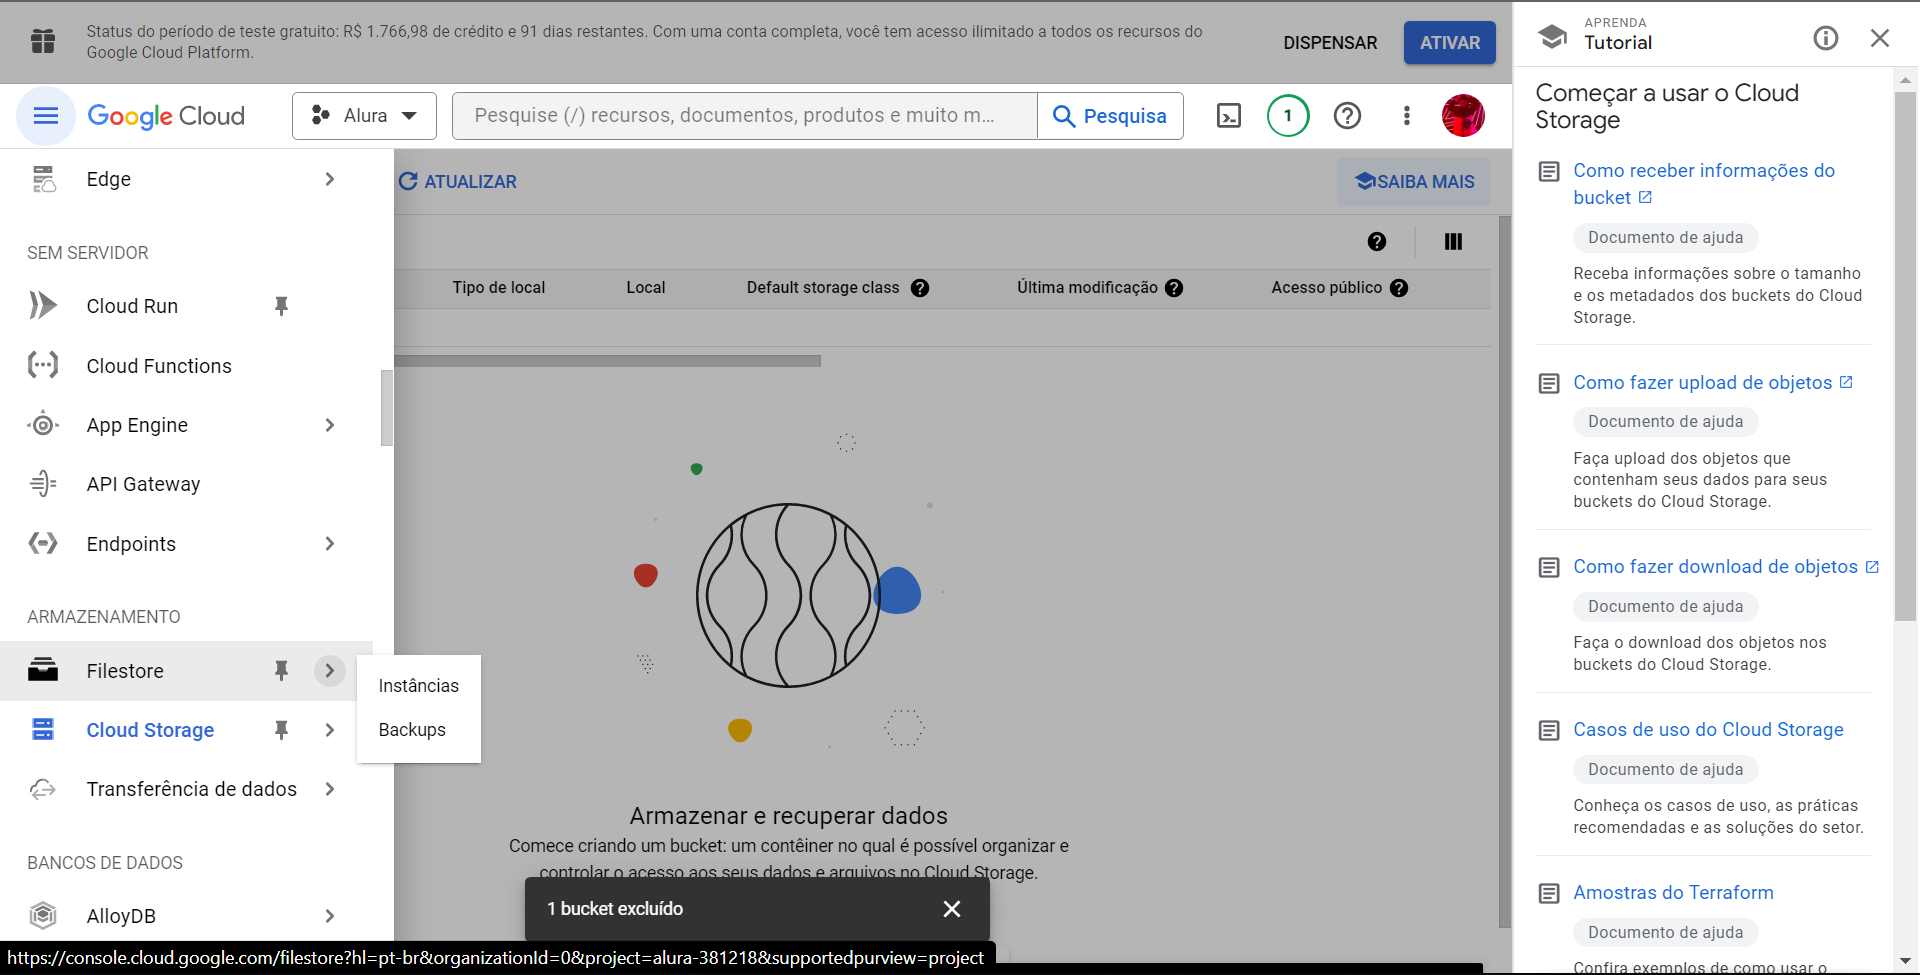 Status do período de teste gratuito: R$ 1.766,98 de crédito e 91 dias restantes. Com uma conta completa, você tem acesso ilimitado a todos os recursos do
Google Cloud Platform.
DISPENSAR
ATIVAR
Google Cloud
Alura
Pesquise (/) recursos, documentos, produtos e muito m...
Pesquisa
1
Edge
SEM SERVIDOR
Cloud Run
Cloud Functions
App Engine
API Gateway
Endpoints
ARMAZENAMENTO
Filestore
Cloud Storage
Transferência de dados
BANCOS DE DADOS
AlloyDB
Instâncias
Backups
ATUALIZAR
SAIBA MAIS
Tipo de local
Local
Default storage class
Última modificação
Acesso público
Armazenar e recuperar dados
Comece criando um bucket: um contêiner no qual é possível organizar e
controlar o acesso aos seus dados e arquivos no Cloud Storage.
1 bucket excluído
https://console.cloud.google.com/filestore?hl=pt-br&organizationId=0&project=alura-381218&supportedpurview=project
APRENDA
Tutorial
Começar a usar o Cloud
Storage
Como receber informações do
bucket
Documento de ajuda
Receba informações sobre o tamanho
e os metadados dos buckets do Cloud
Storage.
Como fazer upload de objetos
Documento de ajuda
Faça upload dos objetos que
contenham seus dados para seus
buckets do Cloud Storage.
Como fazer download de objetos
Documento de ajuda
Faça o download dos objetos nos
buckets do Cloud Storage.
Casos de uso do Cloud Storage
Documento de ajuda
Conheça os casos de uso, as práticas
recomendadas e as soluções do setor.
Amostras do Terraform
Documento de ajuda
Confira exemplos de como usar o